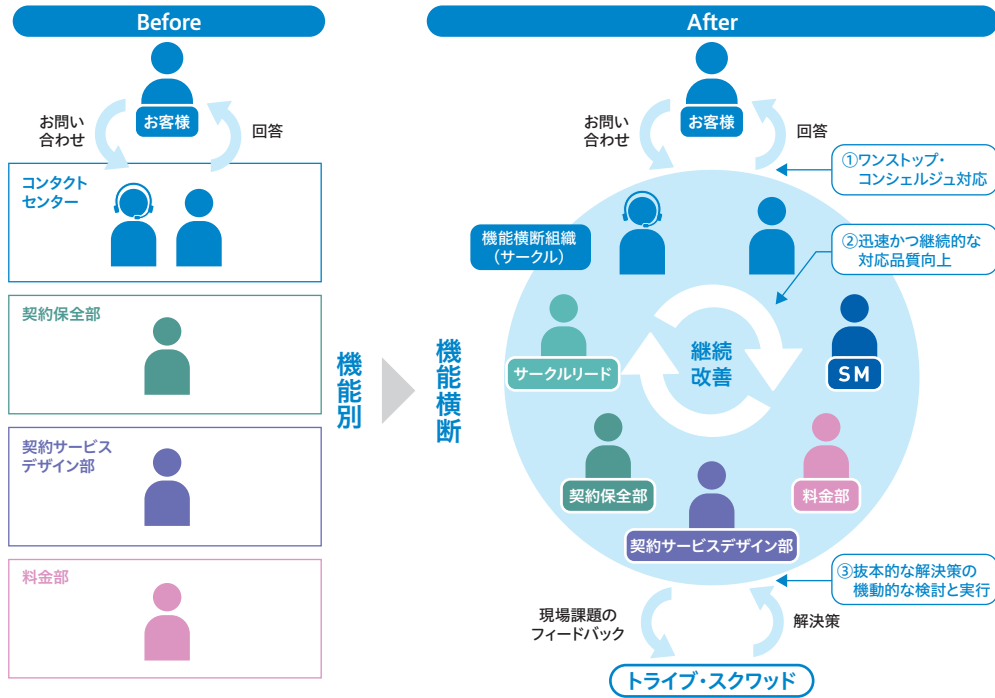 Before
お客様
お問い
合わせ
回答
コンタクト
センター
契約保全部
契約サービス
デザイン部
料金部
機能別
機能横断
After
お客様
お問い
合わせ
回答
①ワンストップ・
コンシェルジュ対応
機能横断組織
（サークル）
②迅速かつ継続的な
対応品質向上
サークルリード
継続
改善
SM
契約保全部
料金部
契約サービスデザイン部
③抜本的な解決策の
機動的な検討と実行
現場課題の
フィードバック
解決策
トライブ・スクワッド